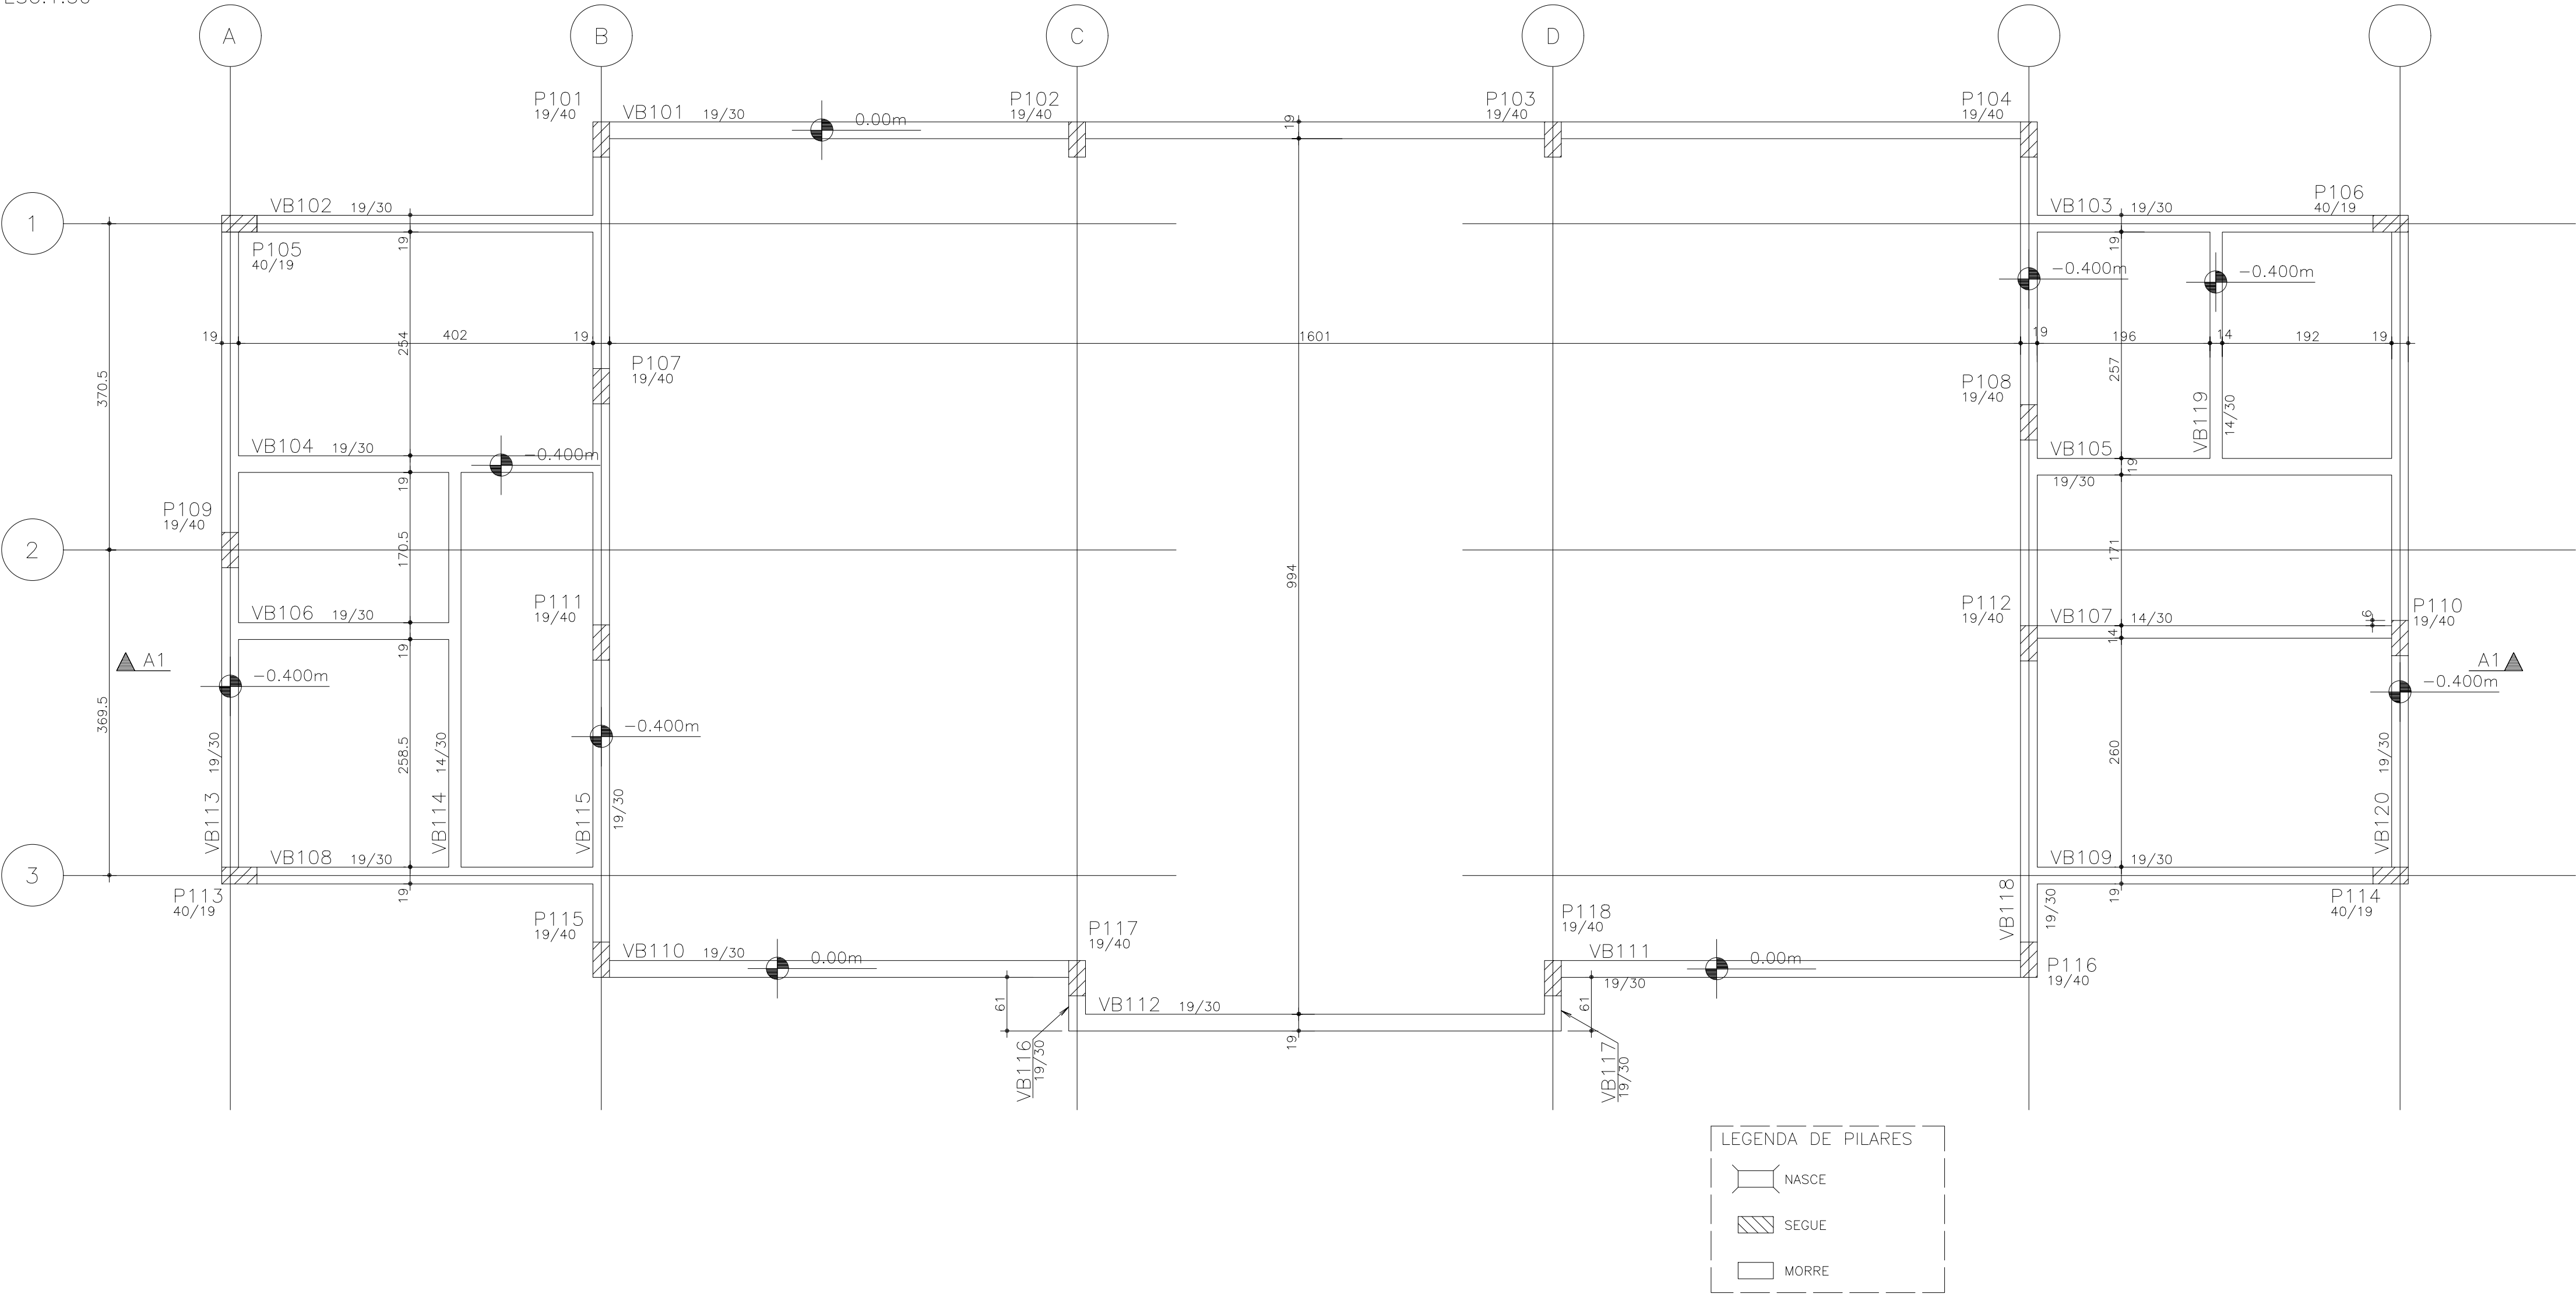 A
B
C
D
P101
19/40
VB101 19/30
0.00m
P102
19/40
19
P103
19/40
P104
19/40
1
VB102 19/30
P105
40/19
19
VB103 19/30
P106
40/19
19
-0.400m
-0.400m
19
402
254
19
1601
19
196
14
192
19
257
370.5
P107
19/40
P108
19/40
VB119
14/30
VB104 19/30
-0.400m
19
VB105
19/30
19
P109
19/40
2
170.5
171
994
P111
19/40
P112
19/40
VB106 19/30
19
VB107 14/30
14
6
P110
19/40
A1
-0.400m
A1
-0.400m
369.5
19/30
VB113
258.5
14/30
VB114
-0.400m
VB115
19/30
260
19/30
VB120
3
VB108 19/30
19
P113
40/19
VB109 19/30
19
P114
40/19
VB118
19/30
P115
19/40
VB110 19/30
0.00m
P117
19/40
P118
19/40
VB111
19/30
0.00m
P116
19/40
61
VB112 19/30
19
61
VB116
19/30
VB117
19/30
LEGENDA DE PILARES
NASCE
SEGUE
MORRE